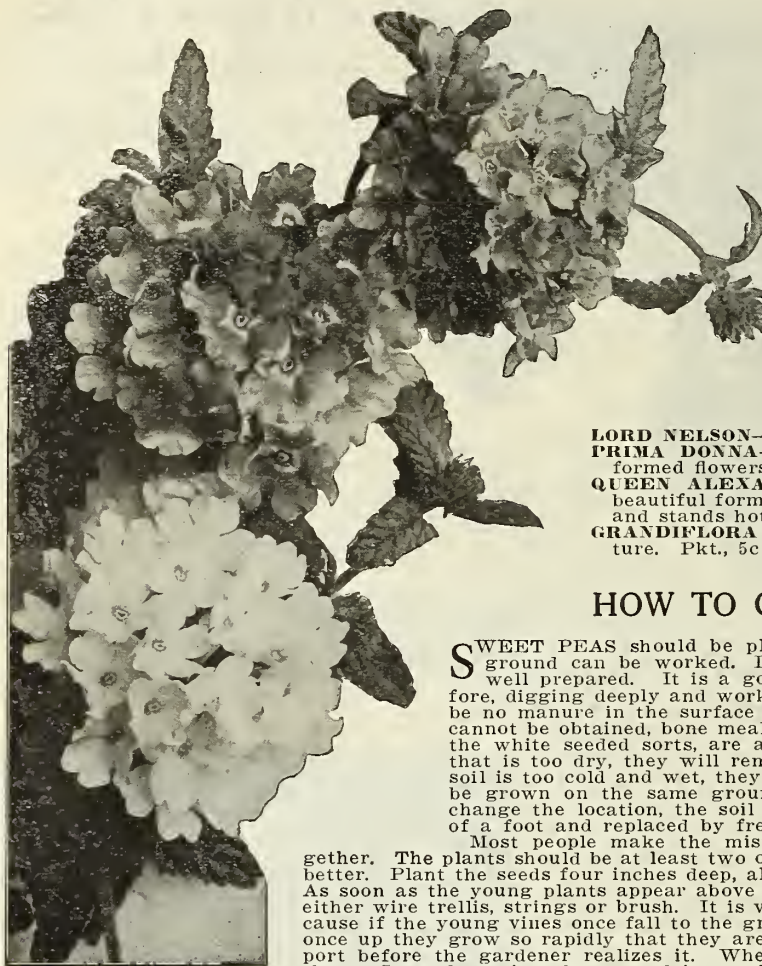 LORD NELSON—
PRIMA DONNA—
formed flowers
QUEEN ALEXA
beautiful form
and stands hot
GRANDIFLORA
ture. Pkt., 5c
HOW TO
SWEET PEAS should be pl
ground can be worked. I
well prepared. It is a go
fore, digging deeply and work
be no manure in the surface
cannot be obtained, bone meal
the white seeded sorts, are a
that is too dry, they will rem
soil is too cold and wet, they
be grown on the same groun
change the location, the soil
of a foot and replaced by fre
Most people make the mis
gether. The plants should be at least two o
better. Plant the seeds four inches deep, al
As soon as the young plants appear above
either wire trellis, strings or brush. It is v
cause if the young vines once fall to the gr
once up they grow so rapidly that they are
port before the gardener realizes it. Whe